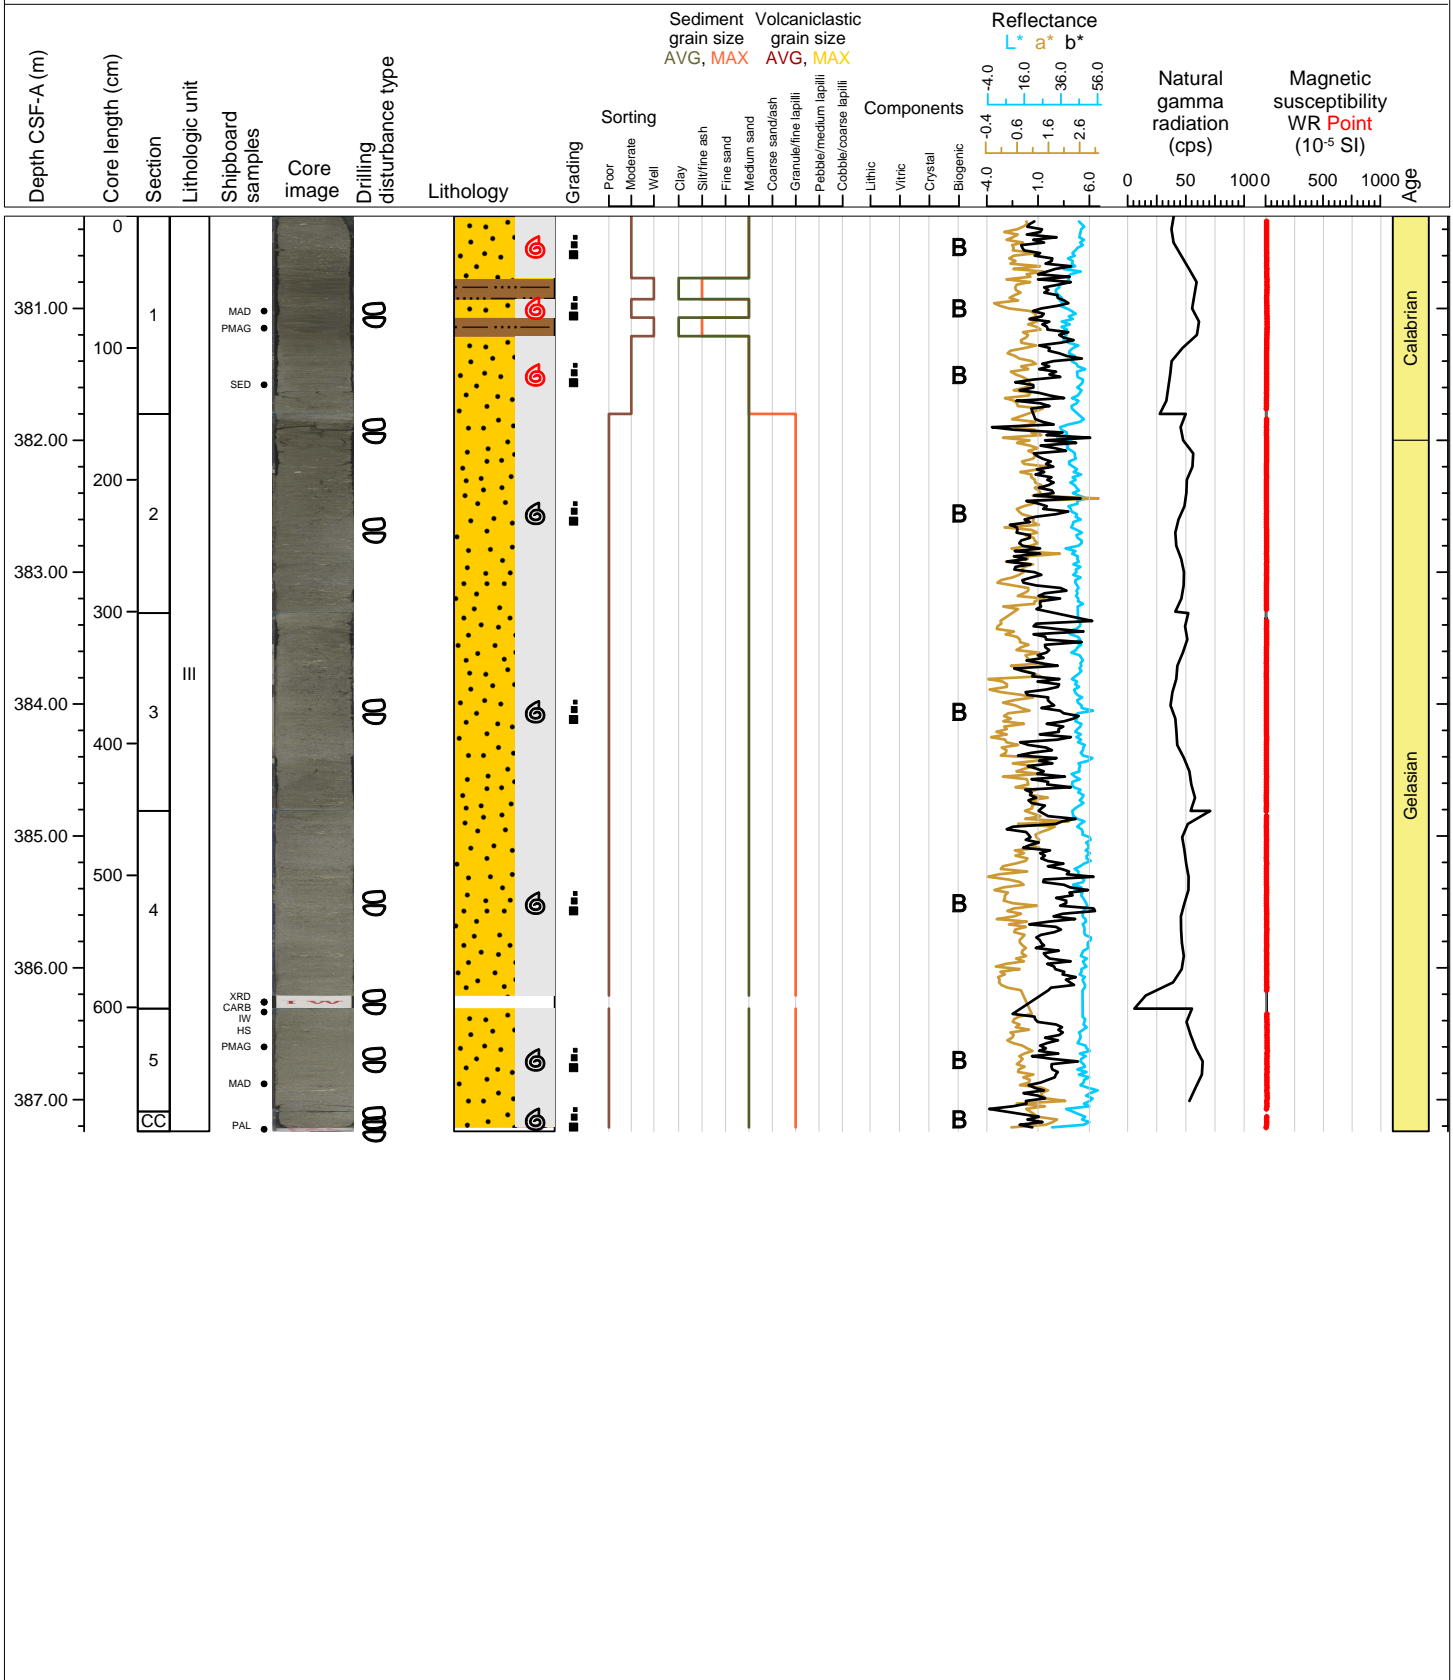 Depth CSF-A (m)
Core length (cm)
Section
Lithologic unit
Shipboard
samples
Core
image
Drilling
disturbance type
Lithology
Grading
Sorting
Poor
Moderate
Well
Sediment
grain size
AVG, MAX
Volcaniclastic
grain size
AVG, MAX
Clay
Silt/fine ash
Fine sand
Medium sand
Coarse sand/ash
Granule/fine lapilli
Pebble/medium lapilli
Cobble/coarse lapilli
Components
Lithic
Vitric
Crystal
Biogenic
Reflectance
L* a* b*
-4.0 16.0 36.0 56.0
-0.4 0.6 1.6 2.6
-4.0 1.0 6.0
Natural
gamma
radiation
(cps)
0 50 100
Magnetic
susceptibility
WR Point
(10-5 SI)
0 500 1000
Age
0
B
381.00
1
MAD
B
PMAG
100
Calabrian
B
SED
382.00
200
2
B
383.00
300
III
384.00
3
B
400
Gelasian
385.00
500
4
B
386.00
XRD
I W
600
CARB
IW
HS
PMAG
5
B
MAD
387.00
CC
PAL
B